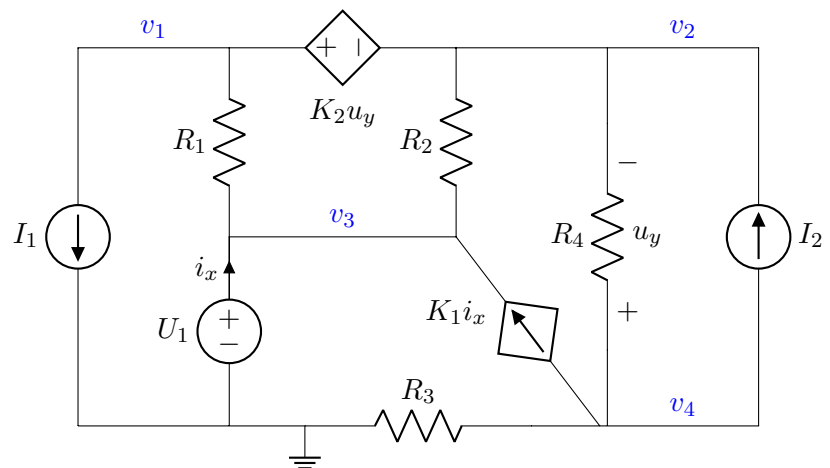 v₁
v₂
+ −
K₂uy
R₁
R₂
v₃
−
I₁
R₄
uy
I₂
iₓ
K₁iₓ
U₁
+
−
+
R₃
v₄